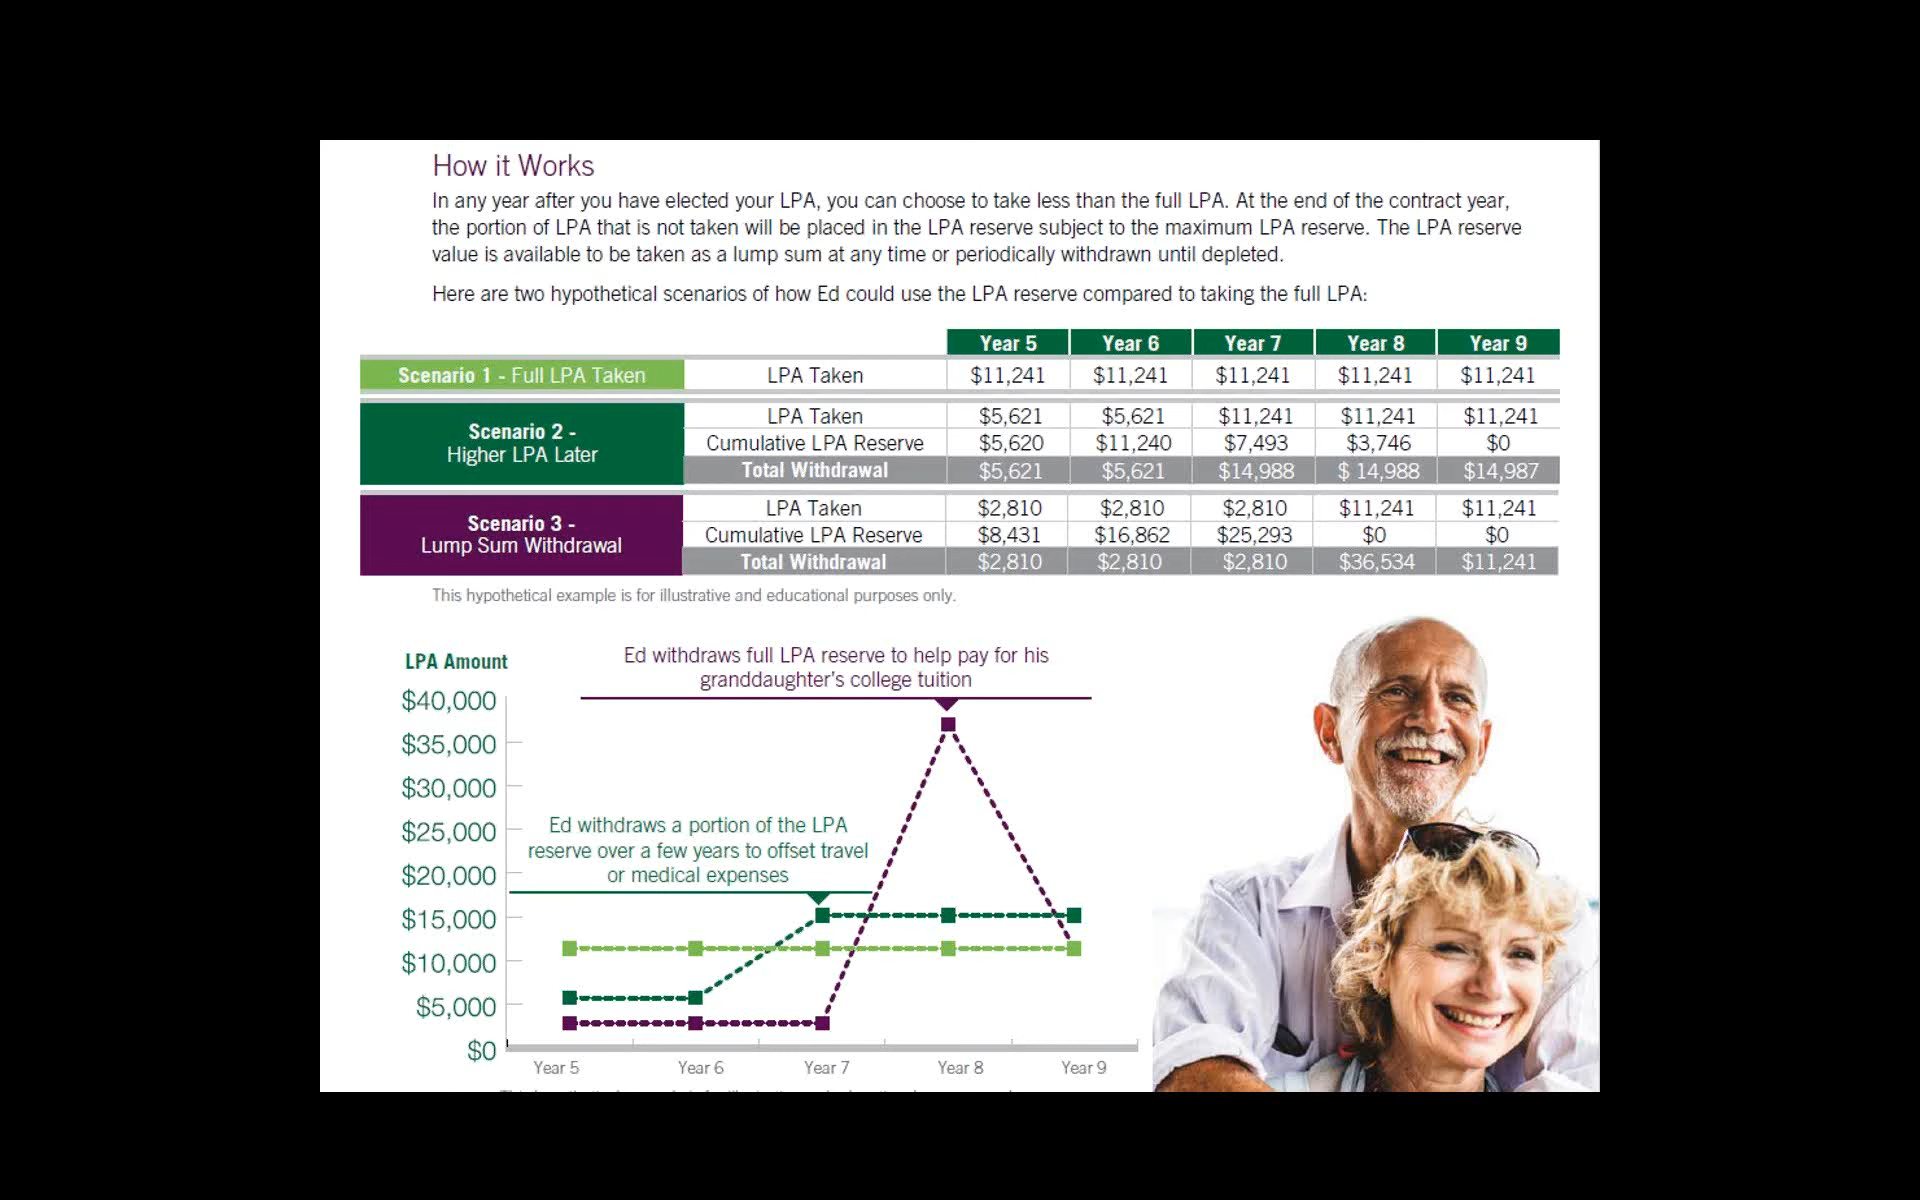 How it Works
In any year after you have elected your LPA, you can choose to take less than the full LPA. At the end of the contract year,
the portion of LPA that is not taken will be placed in the LPA reserve subject to the maximum LPA reserve. The LPA reserve
value is available to be taken as a lump sum at any time or periodically withdrawn until depleted.
Here are two hypothetical scenarios of how Ed could use the LPA reserve compared to taking the full LPA:
Year 5 Year 6 Year 7 Year 8 Year 9
Scenario 1 - Full LPA Taken LPA Taken $11,241 $11,241 $11,241 $11,241 $11,241
Scenario 2 -
Higher LPA Later
LPA Taken $5,621 $5,621 $11,241 $11,241 $11,241
Cumulative LPA Reserve $5,620 $11,240 $7,493 $3,746 $0
Total Withdrawal $5,621 $5,621 $14,988 $ 14,988 $14,987
Scenario 3 -
Lump Sum Withdrawal
LPA Taken $2,810 $2,810 $2,810 $11,241 $11,241
Cumulative LPA Reserve $8,431 $16,862 $25,293 $0 $0
Total Withdrawal $2,810 $2,810 $2,810 $36,534 $11,241
This hypothetical example is for illustrative and educational purposes only.
LPA Amount
Ed withdraws full LPA reserve to help pay for his
granddaughter's college tuition
$40,000
$35,000
$30,000
$25,000
$20,000
$15,000
$10,000
$5,000
$0
Ed withdraws a portion of the LPA
reserve over a few years to offset travel
or medical expenses
Year 5 Year 6 Year 7 Year 8 Year 9